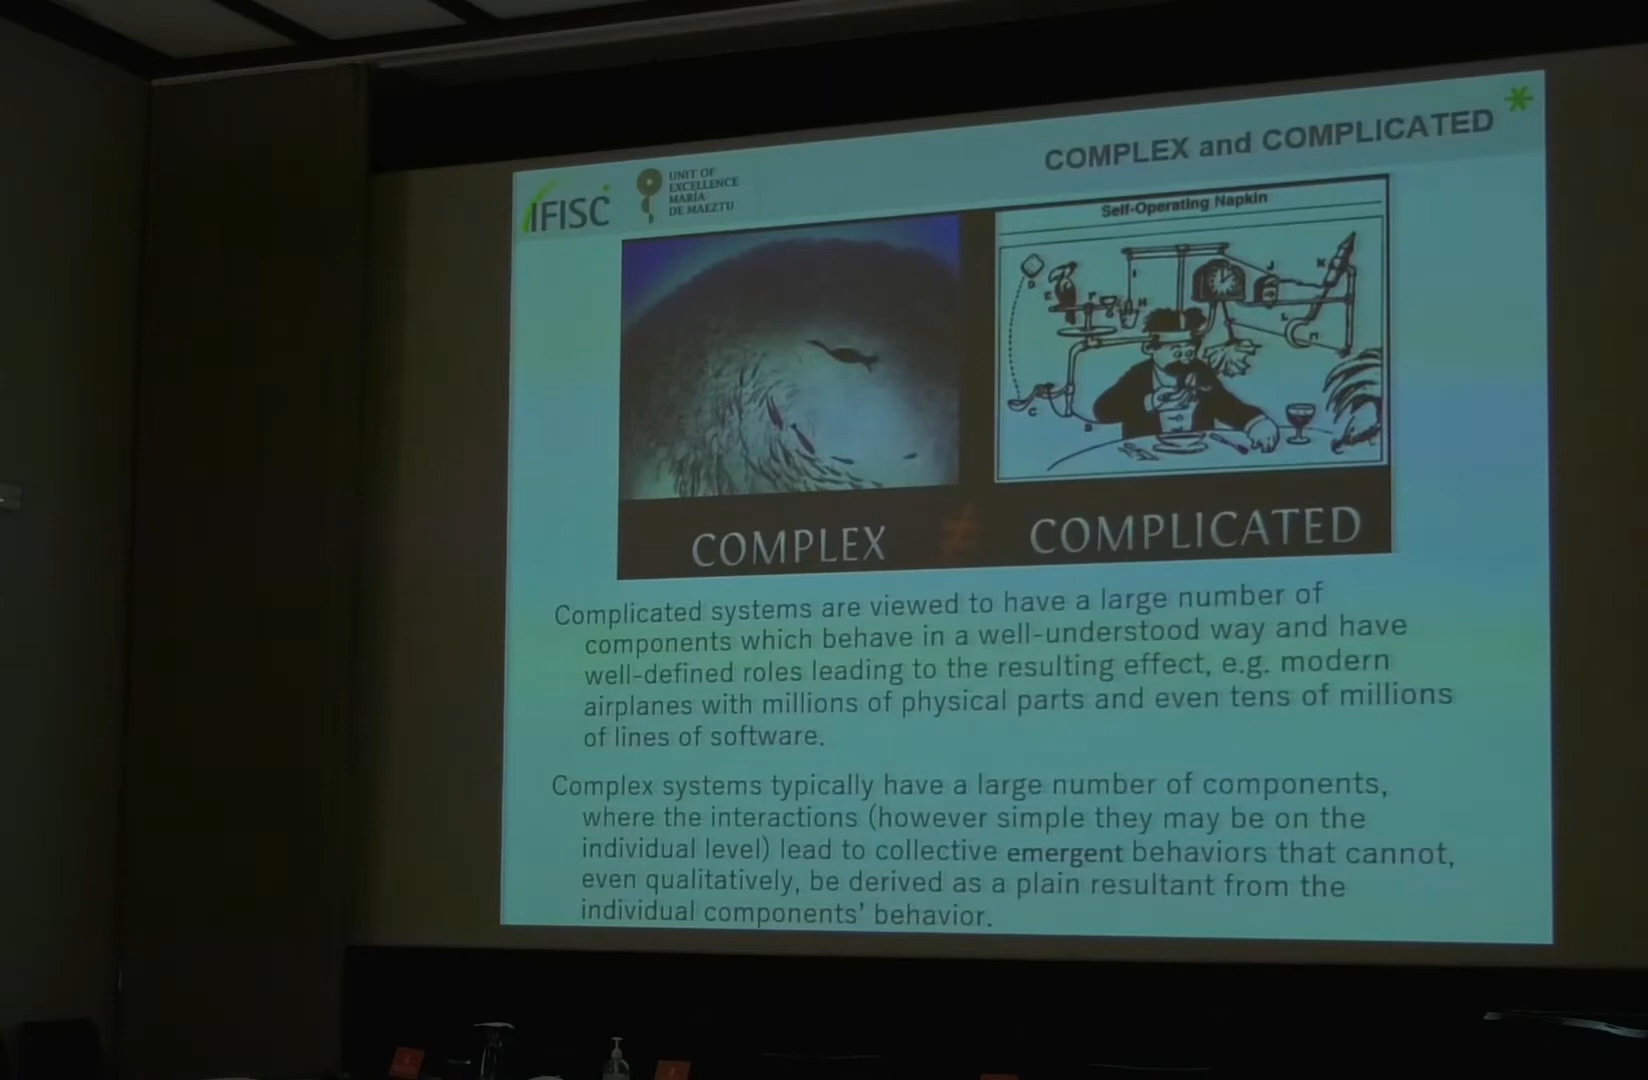 COMPLEX and COMPLICATED
IFISC
UNIT OF
EXCELLENCE
MARÍA
DE MAEZTU
Self-Operating Napkin
COMPLEX ≠ COMPLICATED
Complicated systems are viewed to have a large number of
components which behave in a well-understood way and have
well-defined roles leading to the resulting effect, e.g. modern
airplanes with millions of physical parts and even tens of millions
of lines of software.
Complex systems typically have a large number of components,
where the interactions (however simple they may be on the
individual level) lead to collective emergent behaviors that cannot,
even qualitatively, be derived as a plain resultant from the
individual components' behavior.